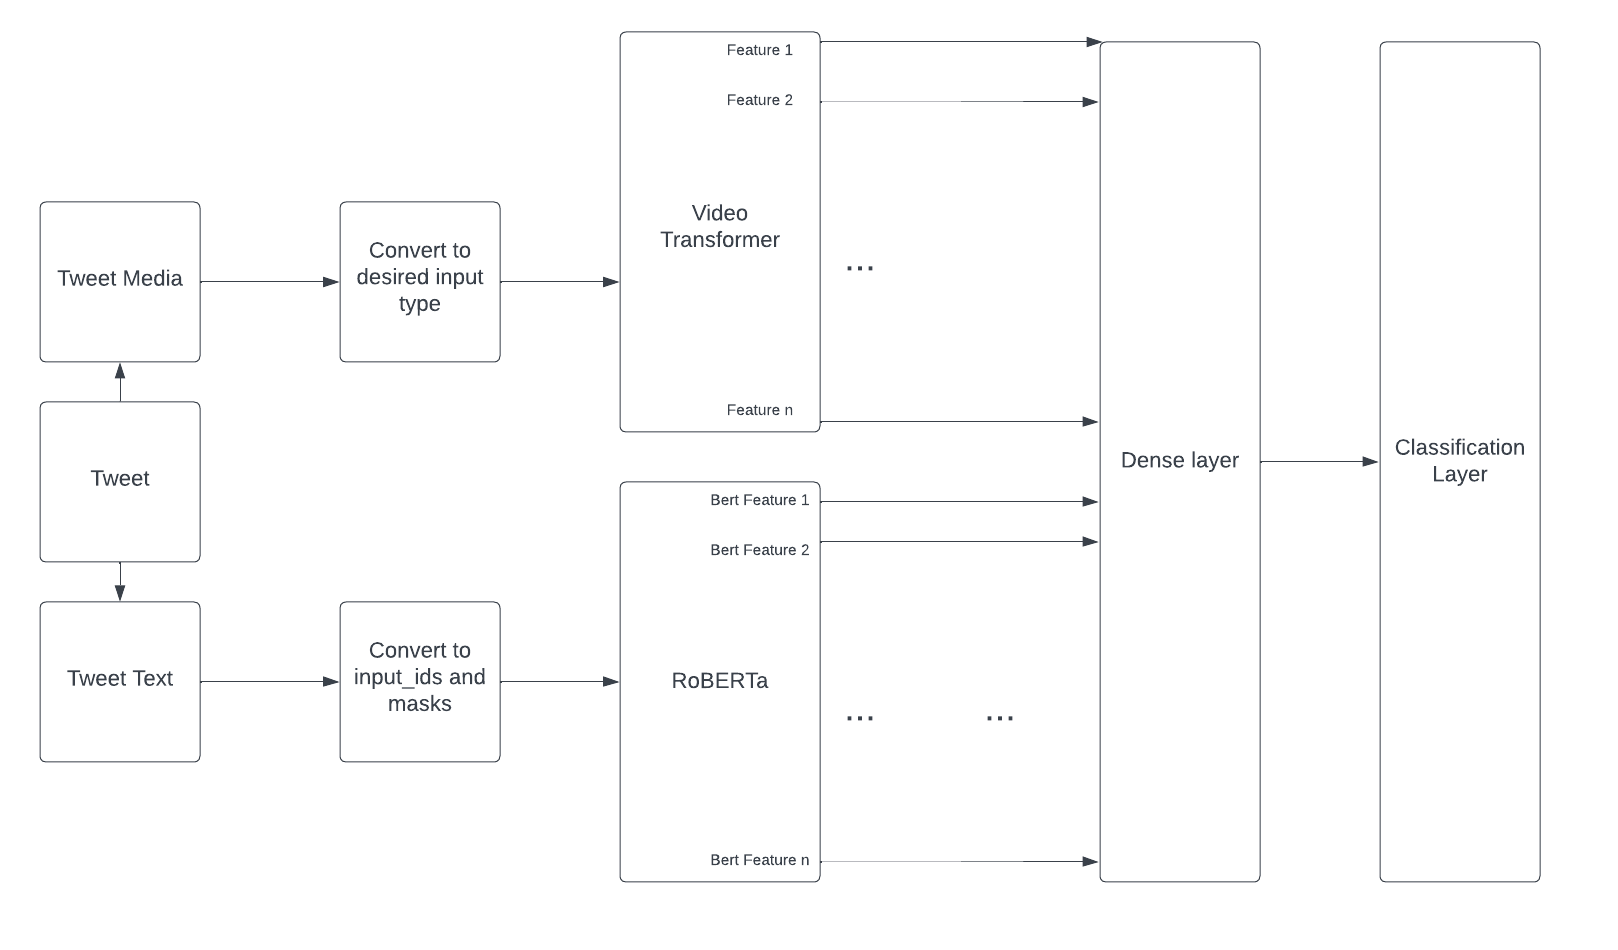 Feature 1
Feature 2
Video
Transformer
...
Feature n
Tweet Media
Convert to
desired input
type
Tweet
Tweet Text
Convert to
input_ids and
masks
Bert Feature 1
Bert Feature 2
RoBERTa
... ...
Bert Feature n
Dense layer
Classification
Layer